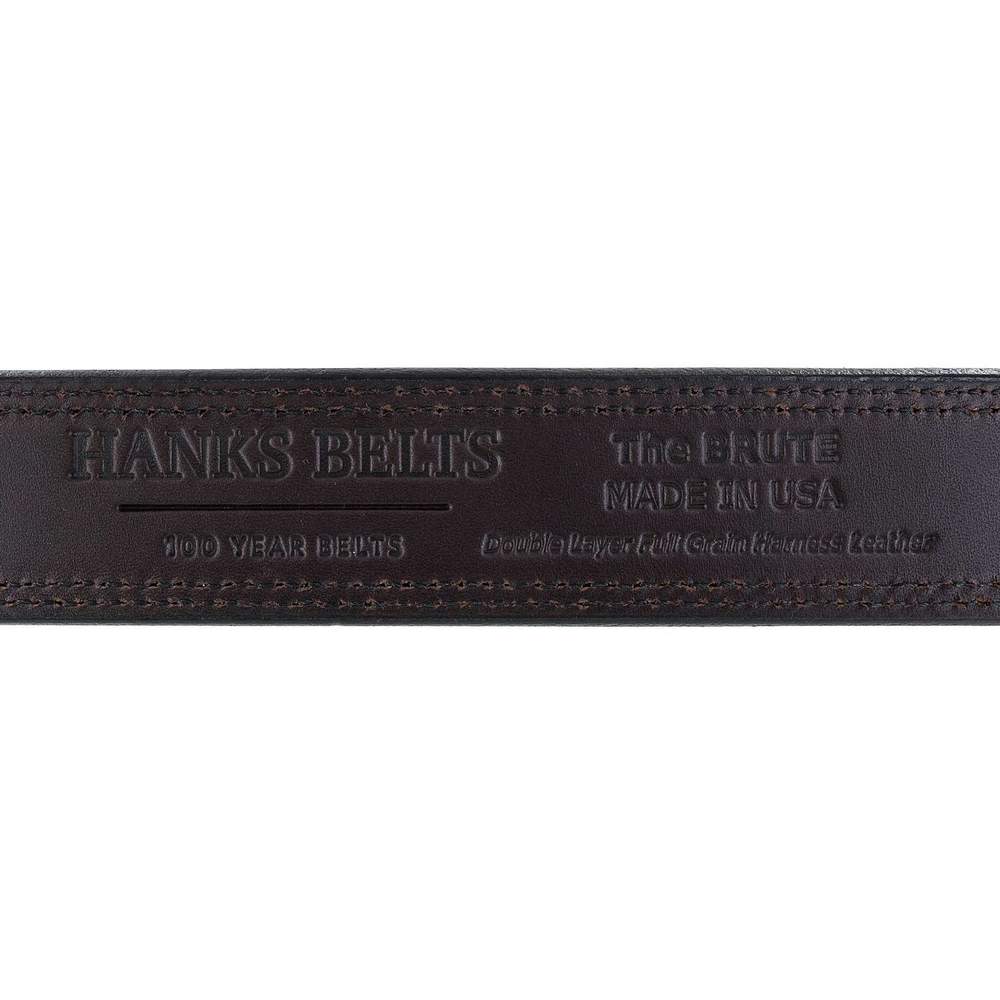 HANKS BELTS
100 YEAR BELTS
The BRUTE
MADE IN USA
Double Layer Full Grain Harness Leather